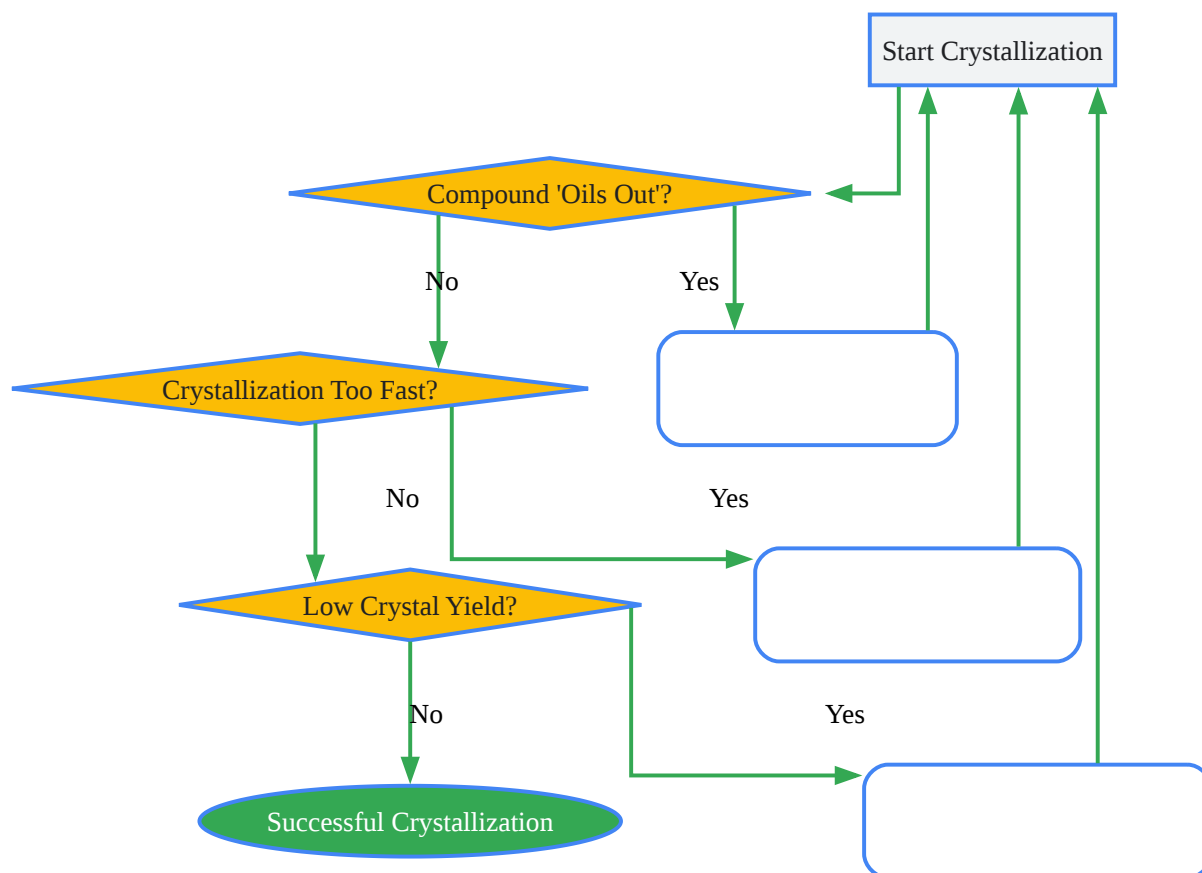 Start Crystallization
Compound 'Oils Out'?
No
Yes
Crystallization Too Fast?
No
Yes
Low Crystal Yield?
No
Yes
Successful Crystallization